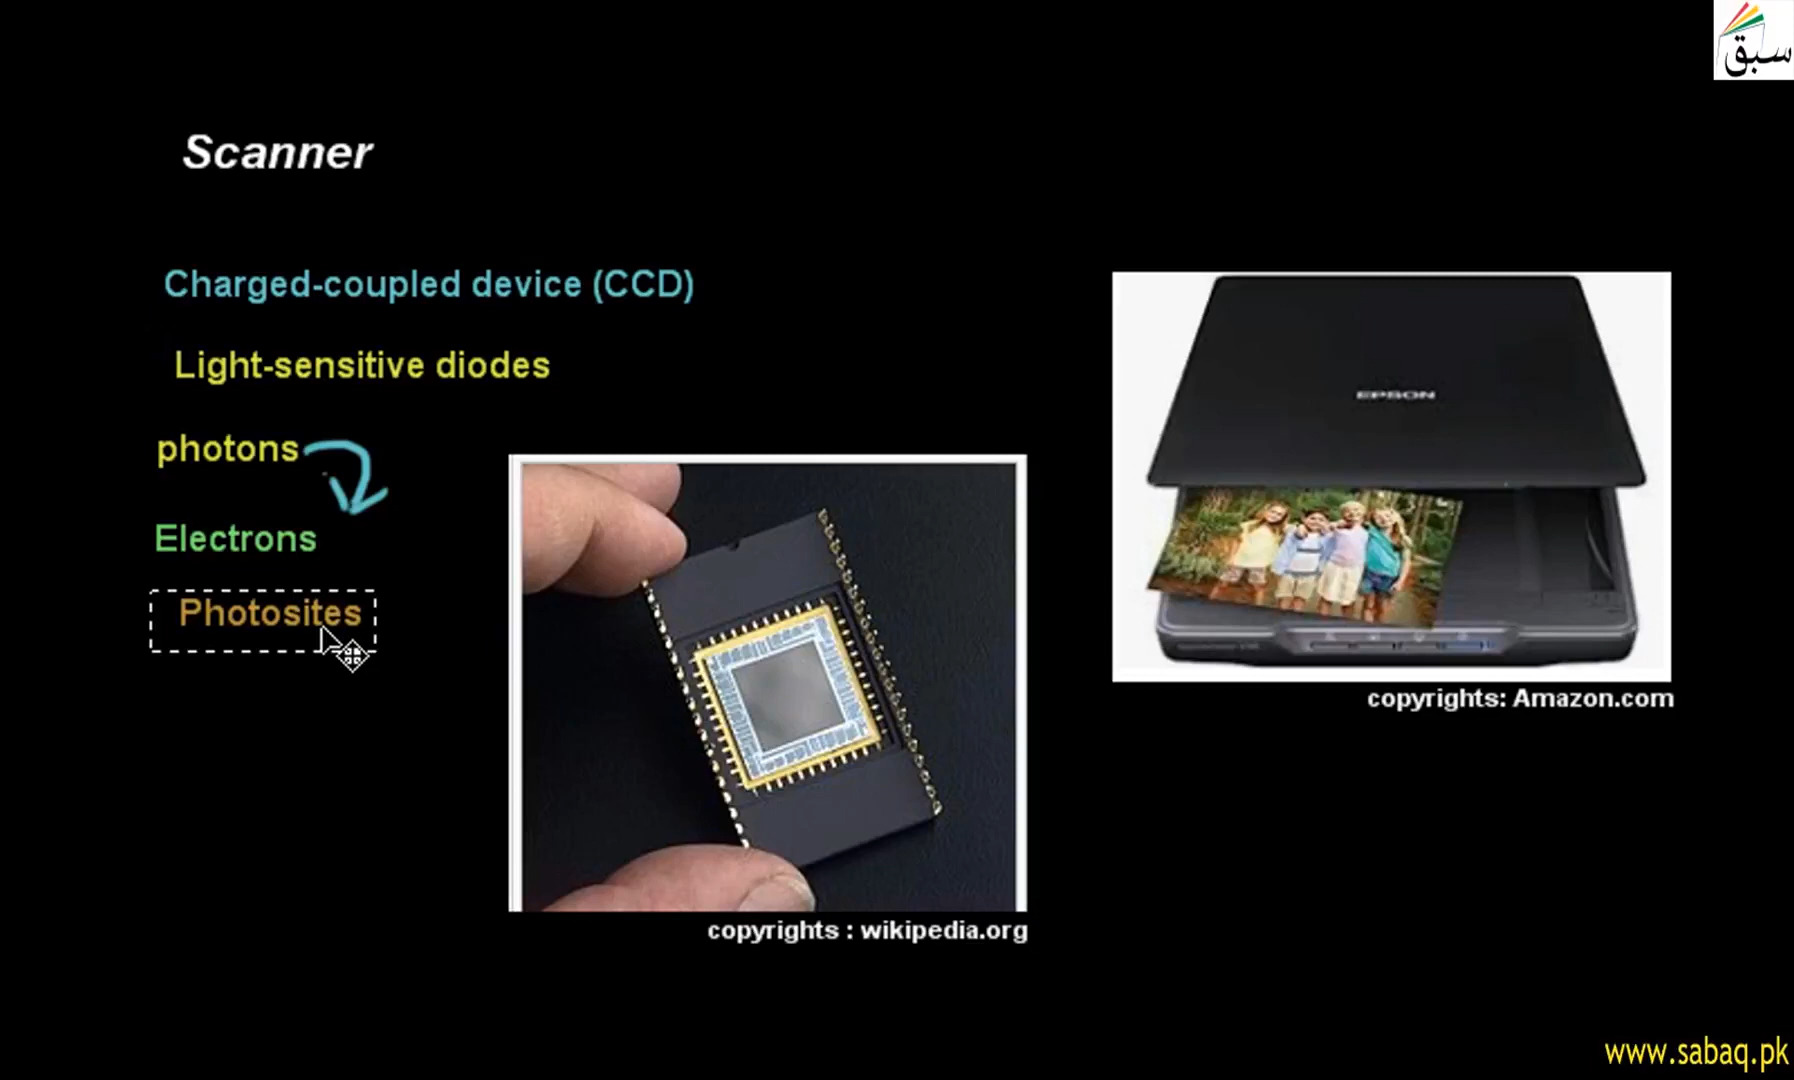 سبق
Scanner
Charged-coupled device (CCD)
Light-sensitive diodes
photons
Electrons
Photosites
EPSON
copyrights: Amazon.com
copyrights : wikipedia.org
www.sabaq.pk